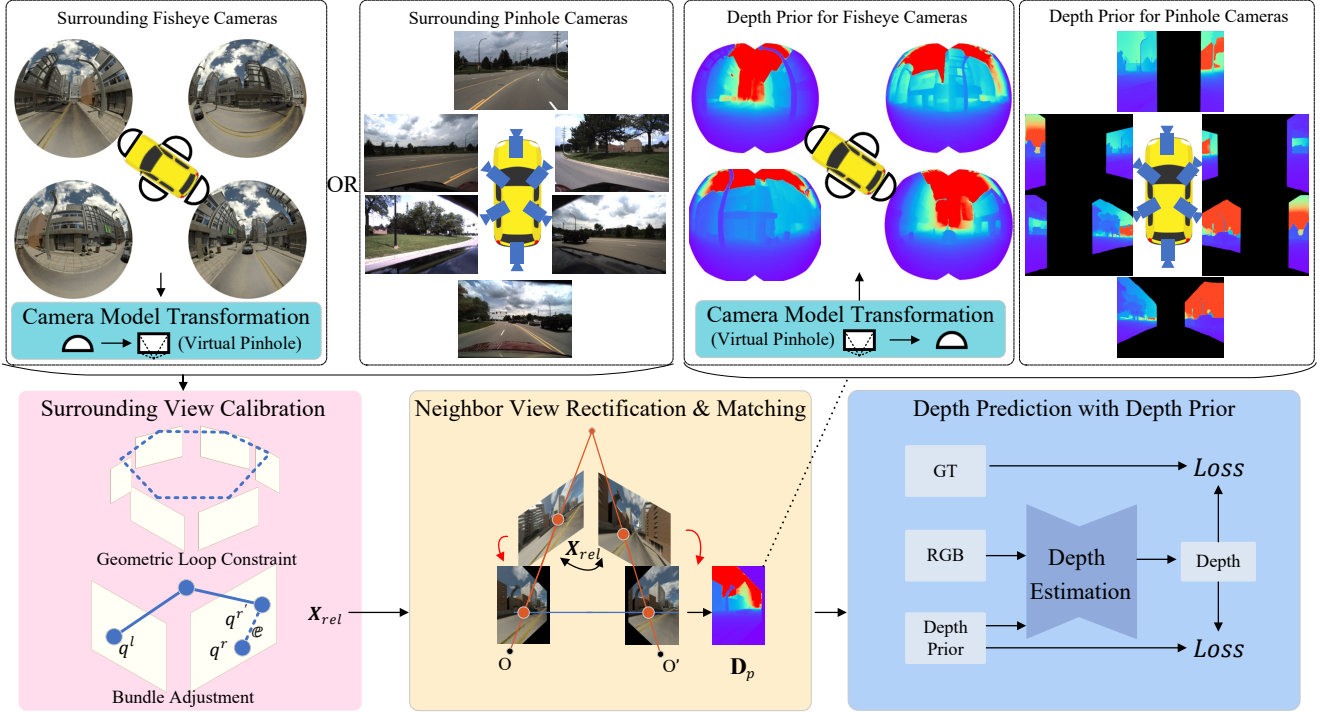 Surrounding Fisheye Cameras
Surrounding Pinhole Cameras
Depth Prior for Fisheye Cameras
Depth Prior for Pinhole Cameras
OR
Camera Model Transformation
(Virtual Pinhole)
Camera Model Transformation
(Virtual Pinhole)
Surrounding View Calibration
Geometric Loop Constraint
q^l
q^r'
q^r
e
Bundle Adjustment
X_rel
Neighbor View Rectification & Matching
X_rel
O
O'
D_p
Depth Prediction with Depth Prior
GT
Loss
RGB
Depth
Estimation
Depth
Depth
Prior
Loss